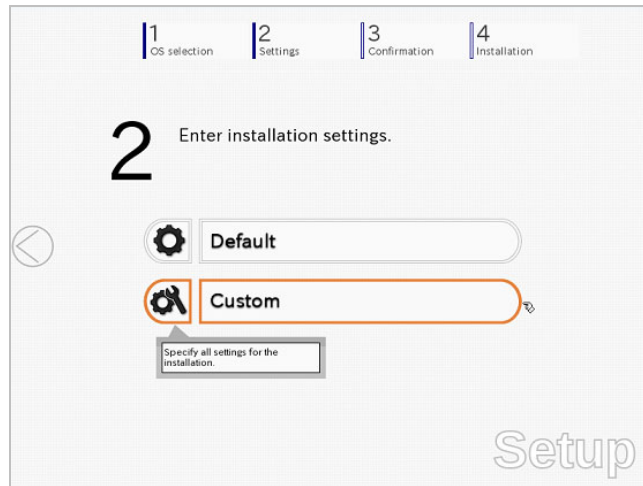 1
OS selection
2
Settings
3
Confirmation
4
Installation
2
Enter installation settings.
Default
Custom
Specify all settings for the
installation.
Setup